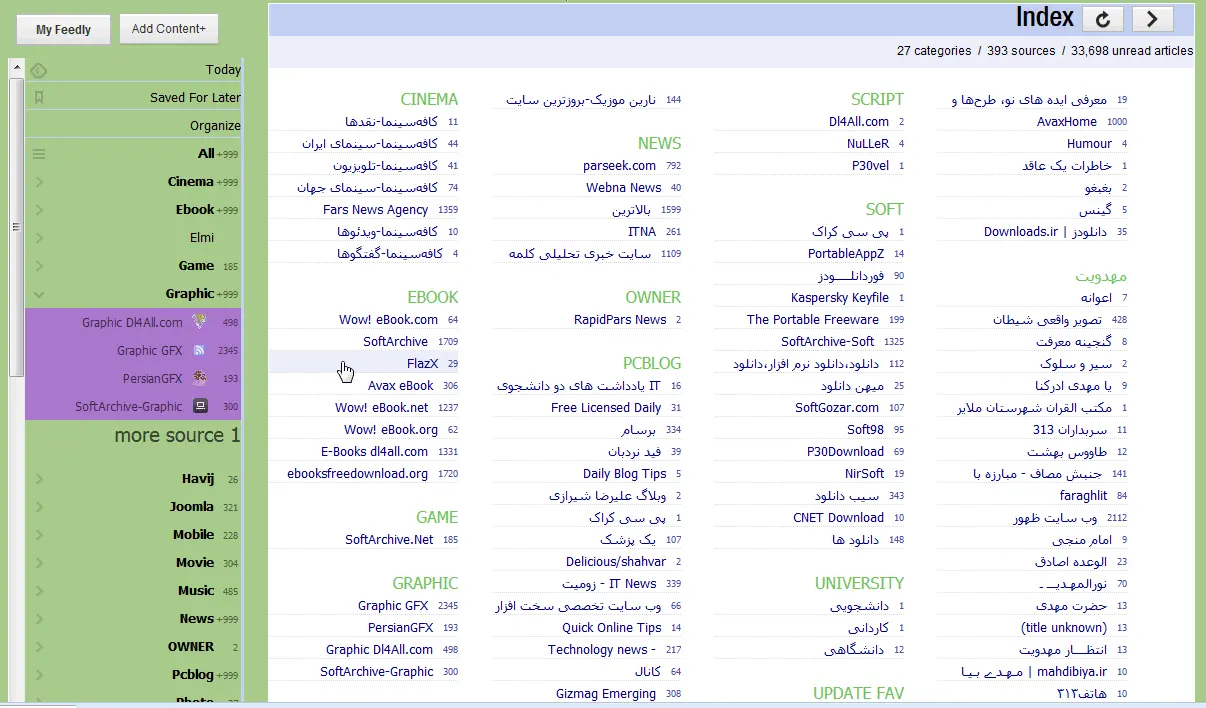 My Feedly
Add Content+
Today
Saved For Later
Organize
All +999
Cinema +999
Ebook +999
Elmi
Game 185
Graphic +999
Graphic Dl4All.com 498
Graphic GFX 2345
PersianGFX 193
SoftArchive-Graphic 300
more source 1
Havij 26
Joomla 321
Mobile 228
Movie 304
Music 485
News +999
OWNER 2
Pcblog +999
Index
27 categories / 393 sources / 33,698 unread articles
CINEMA
کافه‌سینما-نقدها 11
کافه‌سینما-سینمای ایران 44
کافه‌سینما-تلویزیون 41
کافه‌سینما-سینمای جهان 74
Fars News Agency 1359
کافه‌سینما-ویدئوها 10
کافه‌سینما-گفتگوها 4
EBOOK
Wow! eBook.com 64
SoftArchive 1709
FlazX 29
Avax eBook 306
Wow! eBook.net 1237
Wow! eBook.org 62
E-Books dl4all.com 1331
ebooksfreedownload.org 1720
GAME
SoftArchive.Net 185
GRAPHIC
Graphic GFX 2345
PersianGFX 193
Graphic Dl4All.com 498
SoftArchive-Graphic 300
نارین موزیک-بروزترین سایت 144
NEWS
parseek.com 792
Webna News 40
بالاترین 1599
ITNA 261
سایت خبری تحلیلی کلمه 1109
OWNER
RapidPars News 2
PCBLOG
یادداشت های دو دانشجوی IT 16
Free Licensed Daily 31
برسام 334
فید نردبان 39
Daily Blog Tips 5
وبلاگ علیرضا شیرازی 2
پی سی کراک 1
یک پزشک 107
Delicious/shahvar 2
زومیت - IT News 339
وب سایت تخصصی سخت افزار 66
Quick Online Tips 14
Technology news - 217
کانال 64
Gizmag Emerging 308
SCRIPT
Dl4All.com 2
NuLLeR 4
P30vel 1
SOFT
پی سی کراک 1
PortableAppZ 14
فوردانلــــودز 90
Kaspersky Keyfile 1
The Portable Freeware 199
SoftArchive-Soft 1325
دانلود،دانلود نرم افزار،دانلود 112
میهن دانلود 25
SoftGozar.com 107
Soft98 95
P30Download 69
NirSoft 19
سیب دانلود 343
CNET Download 10
دانلود ها 148
UNIVERSITY
دانشجویی 1
کاردانی 1
دانشگاهی 12
UPDATE FAV
معرفی ایده های نو، طرح‌ها و 19
AvaxHome 1000
Humour 4
خاطرات یک عاقد 1
بغبغو 2
گینس 5
دانلودز | Downloads.ir 35
مهدویت
اعوانه 7
تصویر واقعی شیطان 428
گنجینه معرفت 8
سیر و سلوک 2
یا مهدی ادرکنا 9
مکتب القران شهرستان ملایر 1
سربداران 313 11
طاووس بهشت 12
جنبش مصاف - مبارزه با 141
faraghlit 84
وب سایت ظهور 2112
امام منجی 9
الوعده اصادق 23
نورالمهدیــ ـ 70
حضرت مهدی 13
(title unknown) 13
انتظــار مهدویت 13
مـهـدے بـیـا | mahdibiya.ir 10
هاتف۳۱۳ 10